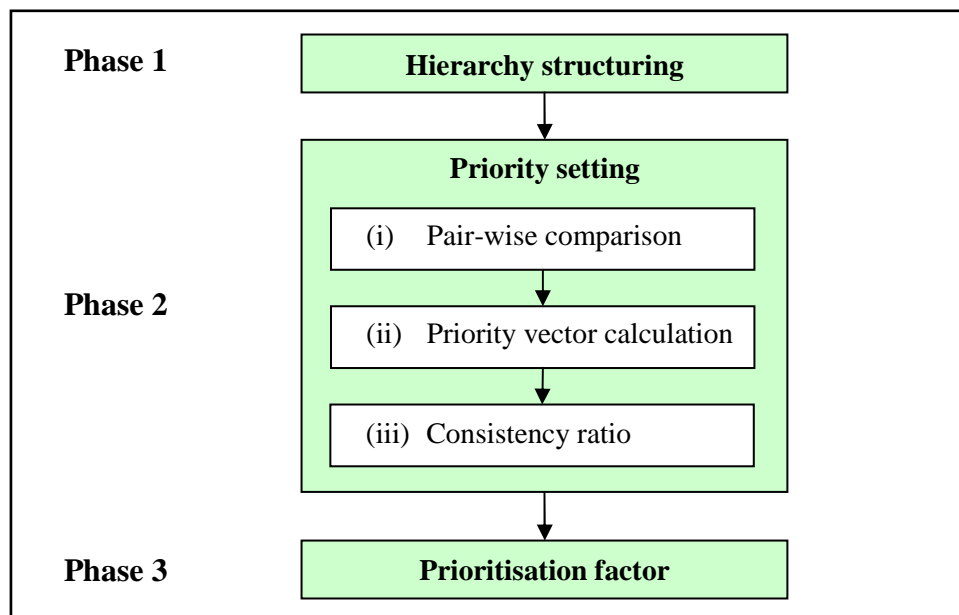 Phase 1
Hierarchy structuring
Priority setting
(i) Pair-wise comparison
Phase 2
(ii) Priority vector calculation
(iii) Consistency ratio
Phase 3
Prioritisation factor